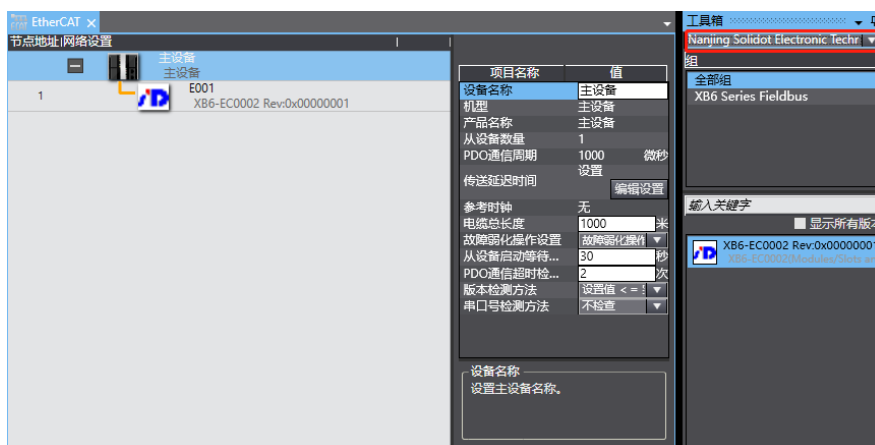 EtherCAT
节点地址|网络设置
主设备
主设备
1
E001
XB6-EC0002 Rev:0x00000001
项目名称 值
设备名称 主设备
机型 主设备
产品名称 主设备
从设备数量 1
PDO通信周期 1000 微秒
传送延迟时间 设置
编辑设置
参考时钟 无
电缆总长度 1000 米
故障弱化操作设置 故障弱化操作
从设备启动等待... 30 秒
PDO通信超时检... 2 次
版本检测方法 设置值 < =
串口号检测方法 不检查
设备名称
设置主设备名称。
工具箱
Nanjing Solidot Electronic Techr
组
全部组
XB6 Series Fieldbus
输入关键字
显示所有版本
XB6-EC0002 Rev:0x00000001
XB6-EC0002(Modules/Slots ar